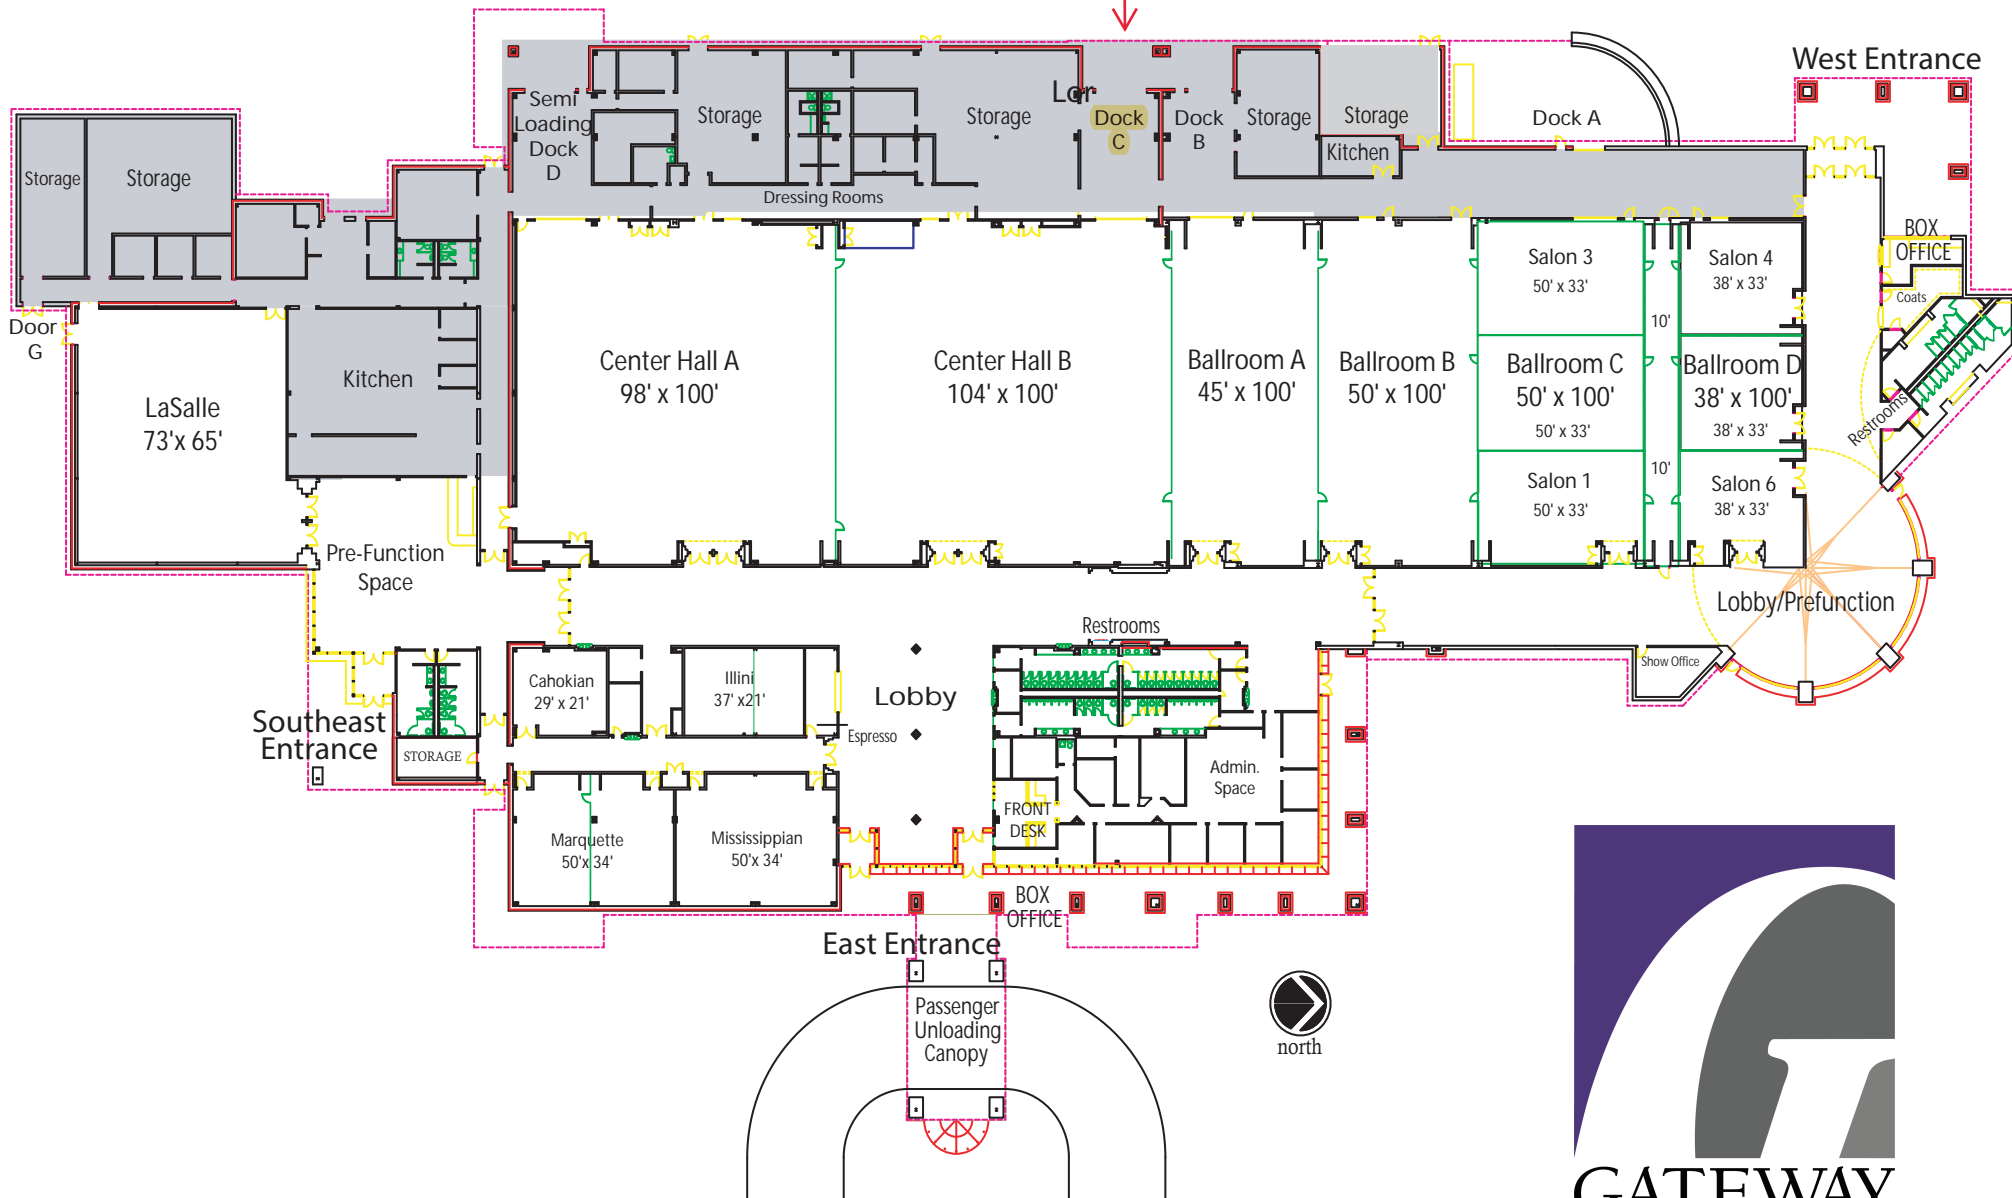 West Entrance
Semi
Loading
Dock
D
Storage
Storage
Lor
Dock
C
Dock
B
Storage
Storage
Kitchen
Dock A
Storage
Storage
Dressing Rooms
BOX
OFFICE
Coats
Restrooms
Door
G
Center Hall A
98' x 100'
Center Hall B
104' x 100'
Ballroom A
45' x 100'
Ballroom B
50' x 100'
Salon 3
50' x 33'
Ballroom C
50' x 100'
50' x 33'
Salon 1
50' x 33'
10'
10'
Salon 4
38' x 33'
Ballroom D
38' x 100'
38' x 33'
Salon 6
38' x 33'
LaSalle
73'x 65'
Kitchen
Pre-Function
Space
Lobby/Prefunction
Show Office
Restrooms
Cahokian
29' x 21'
Illini
37' x21'
Lobby
Espresso
Southeast
Entrance
STORAGE
Admin.
Space
FRONT
DESK
Marquette
50'x 34'
Mississippian
50'x 34'
BOX
OFFICE
East Entrance
Passenger
Unloading
Canopy
north
GATEWAY